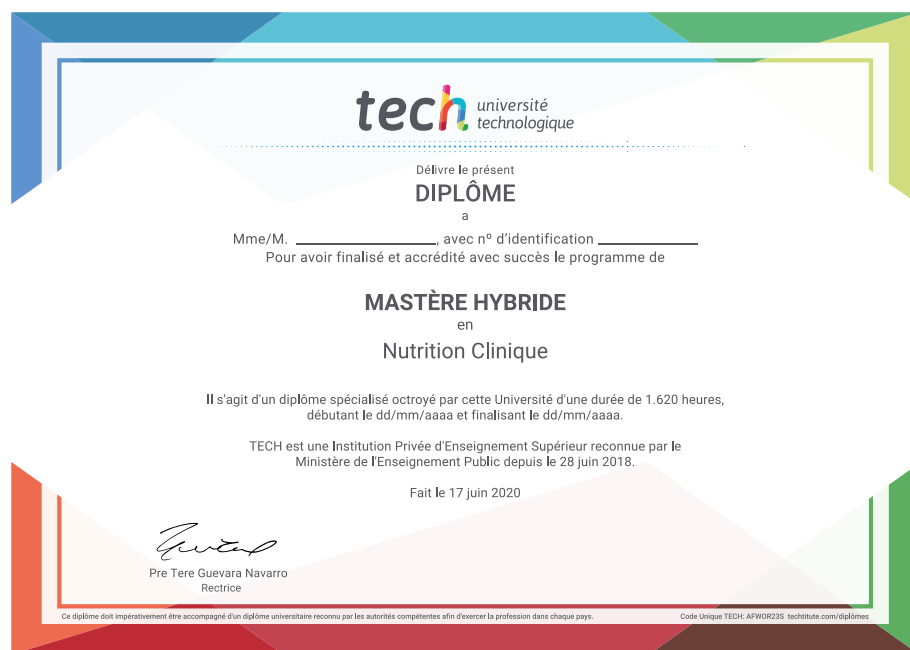 tech université
technologique
Délivre le présent
DIPLÔME
a
Mme/M. ________________, avec nº d'identification ____________
Pour avoir finalisé et accrédité avec succès le programme de
MASTÈRE HYBRIDE
en
Nutrition Clinique
Il s'agit d'un diplôme spécialisé octroyé par cette Université d'une durée de 1.620 heures,
débutant le dd/mm/aaaa et finalisant le dd/mm/aaaa.
TECH est une Institution Privée d'Enseignement Supérieur reconnue par le
Ministère de l'Enseignement Public depuis le 28 juin 2018.
Fait le 17 juin 2020
Pre Tere Guevara Navarro
Rectrice
Ce diplôme doit impérativement être accompagné d'un diplôme universitaire reconnu par les autorités compétentes afin d'exercer la profession dans chaque pays.
Code Unique TECH: AFWOR23S techtitute.com/diplômes